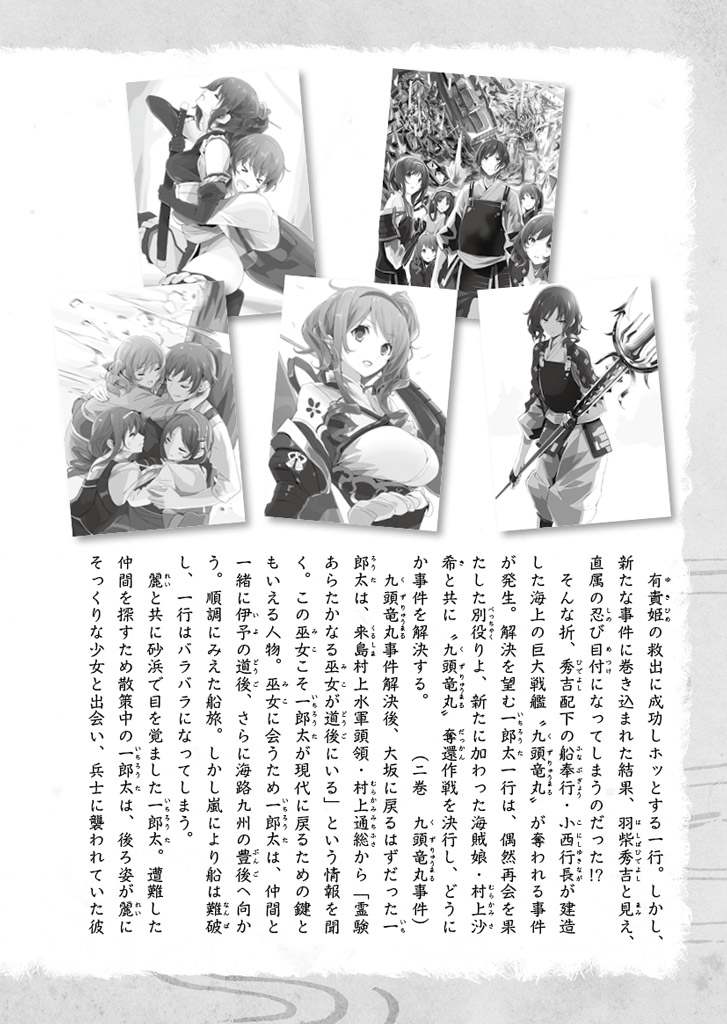 有貴姫の救出に成功しホッとする一行。しかし、
新たな事件に巻き込まれた結果、羽柴秀吉と見え、
直属の忍び目付になってしまうのだった!?
　そんな折、秀吉配下の船奉行・小西行長が建造
した海上の巨大戦艦〝九頭竜丸〟が奪われる事件
が発生。解決を望む一郎太一行は、偶然再会を果
たした別役りよ、新たに加わった海賊娘・村上沙
希と共に〝九頭竜丸〟奪還作戦を決行し、どうに
か事件を解決する。　　（二巻　九頭竜丸事件）
　九頭竜丸事件解決後、大坂に戻るはずだった一
郎太は、来島村上水軍頭領・村上通総から「霊験
あらたかなる巫女が道後にいる」という情報を聞
く。この巫女こそ一郎太が現代に戻るための鍵と
もいえる人物。巫女に会うため一郎太は、仲間と
一緒に伊予の道後、さらに海路九州の豊後へ向か
う。順調にみえた船旅。しかし嵐により船は難破
し、一行はバラバラになってしまう。
　麗と共に砂浜で目を覚ました一郎太。遭難した
仲間を探すため散策中の一郎太は、後ろ姿が麗に
そっくりな少女と出会い、兵士に襲われていた彼